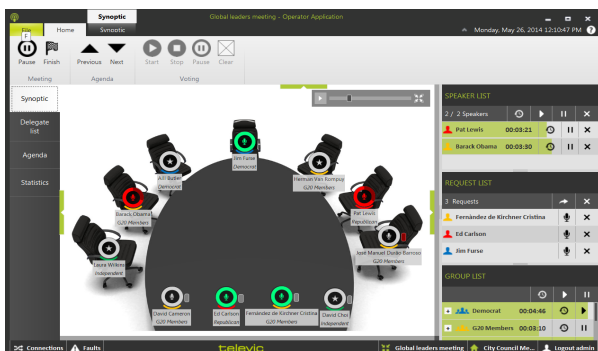 Synoptic
Global leaders meeting - Operator Application
File
Home
Synoptic
Monday, May 26, 2014 12:10:47 PM
F
Pause
Finish
Previous
Next
Start
Stop
Pause
Clear
Meeting
Agenda
Voting
Synoptic
Delegate
list
Agenda
Statistics
Jim Furse
Democrat
Alif Butler
Democrat
Herman Van Rompuy
G20 Members
Barack Obama
G20 Members
Pat Lewis
Republican
Laura Wilkins
Independent
José Manuel Durão Barroso
G20 Members
David Cameron
G20 Members
Ed Carlson
Republican
Fernández de Kirchner Cristina
G20 Members
David Choi
Independent
SPEAKER LIST
2 / 2 Speakers
Pat Lewis 00:03:21
Barack Obama 00:03:30
REQUEST LIST
3 Requests
Fernández de Kirchner Cristina
Ed Carlson
Jim Furse
GROUP LIST
Democrat 00:04:46
G20 Members 00:03:10
Connections
Faults
televic
Global leaders meeting
City Council Me...
Logout admin